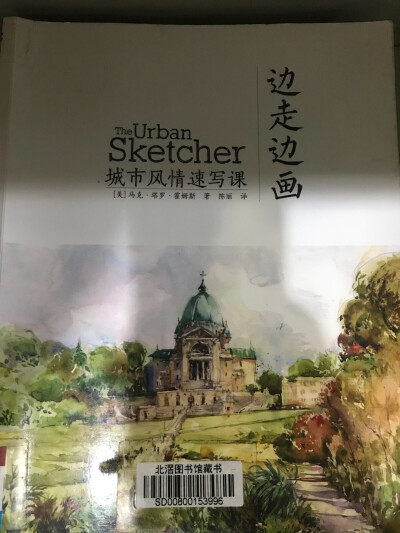 边走边画
The Urban
Sketcher
城市风情速写课
[美]马克·塔罗·霍姆斯 著 陈丽 译
北滘图书馆藏书
SD00800153996